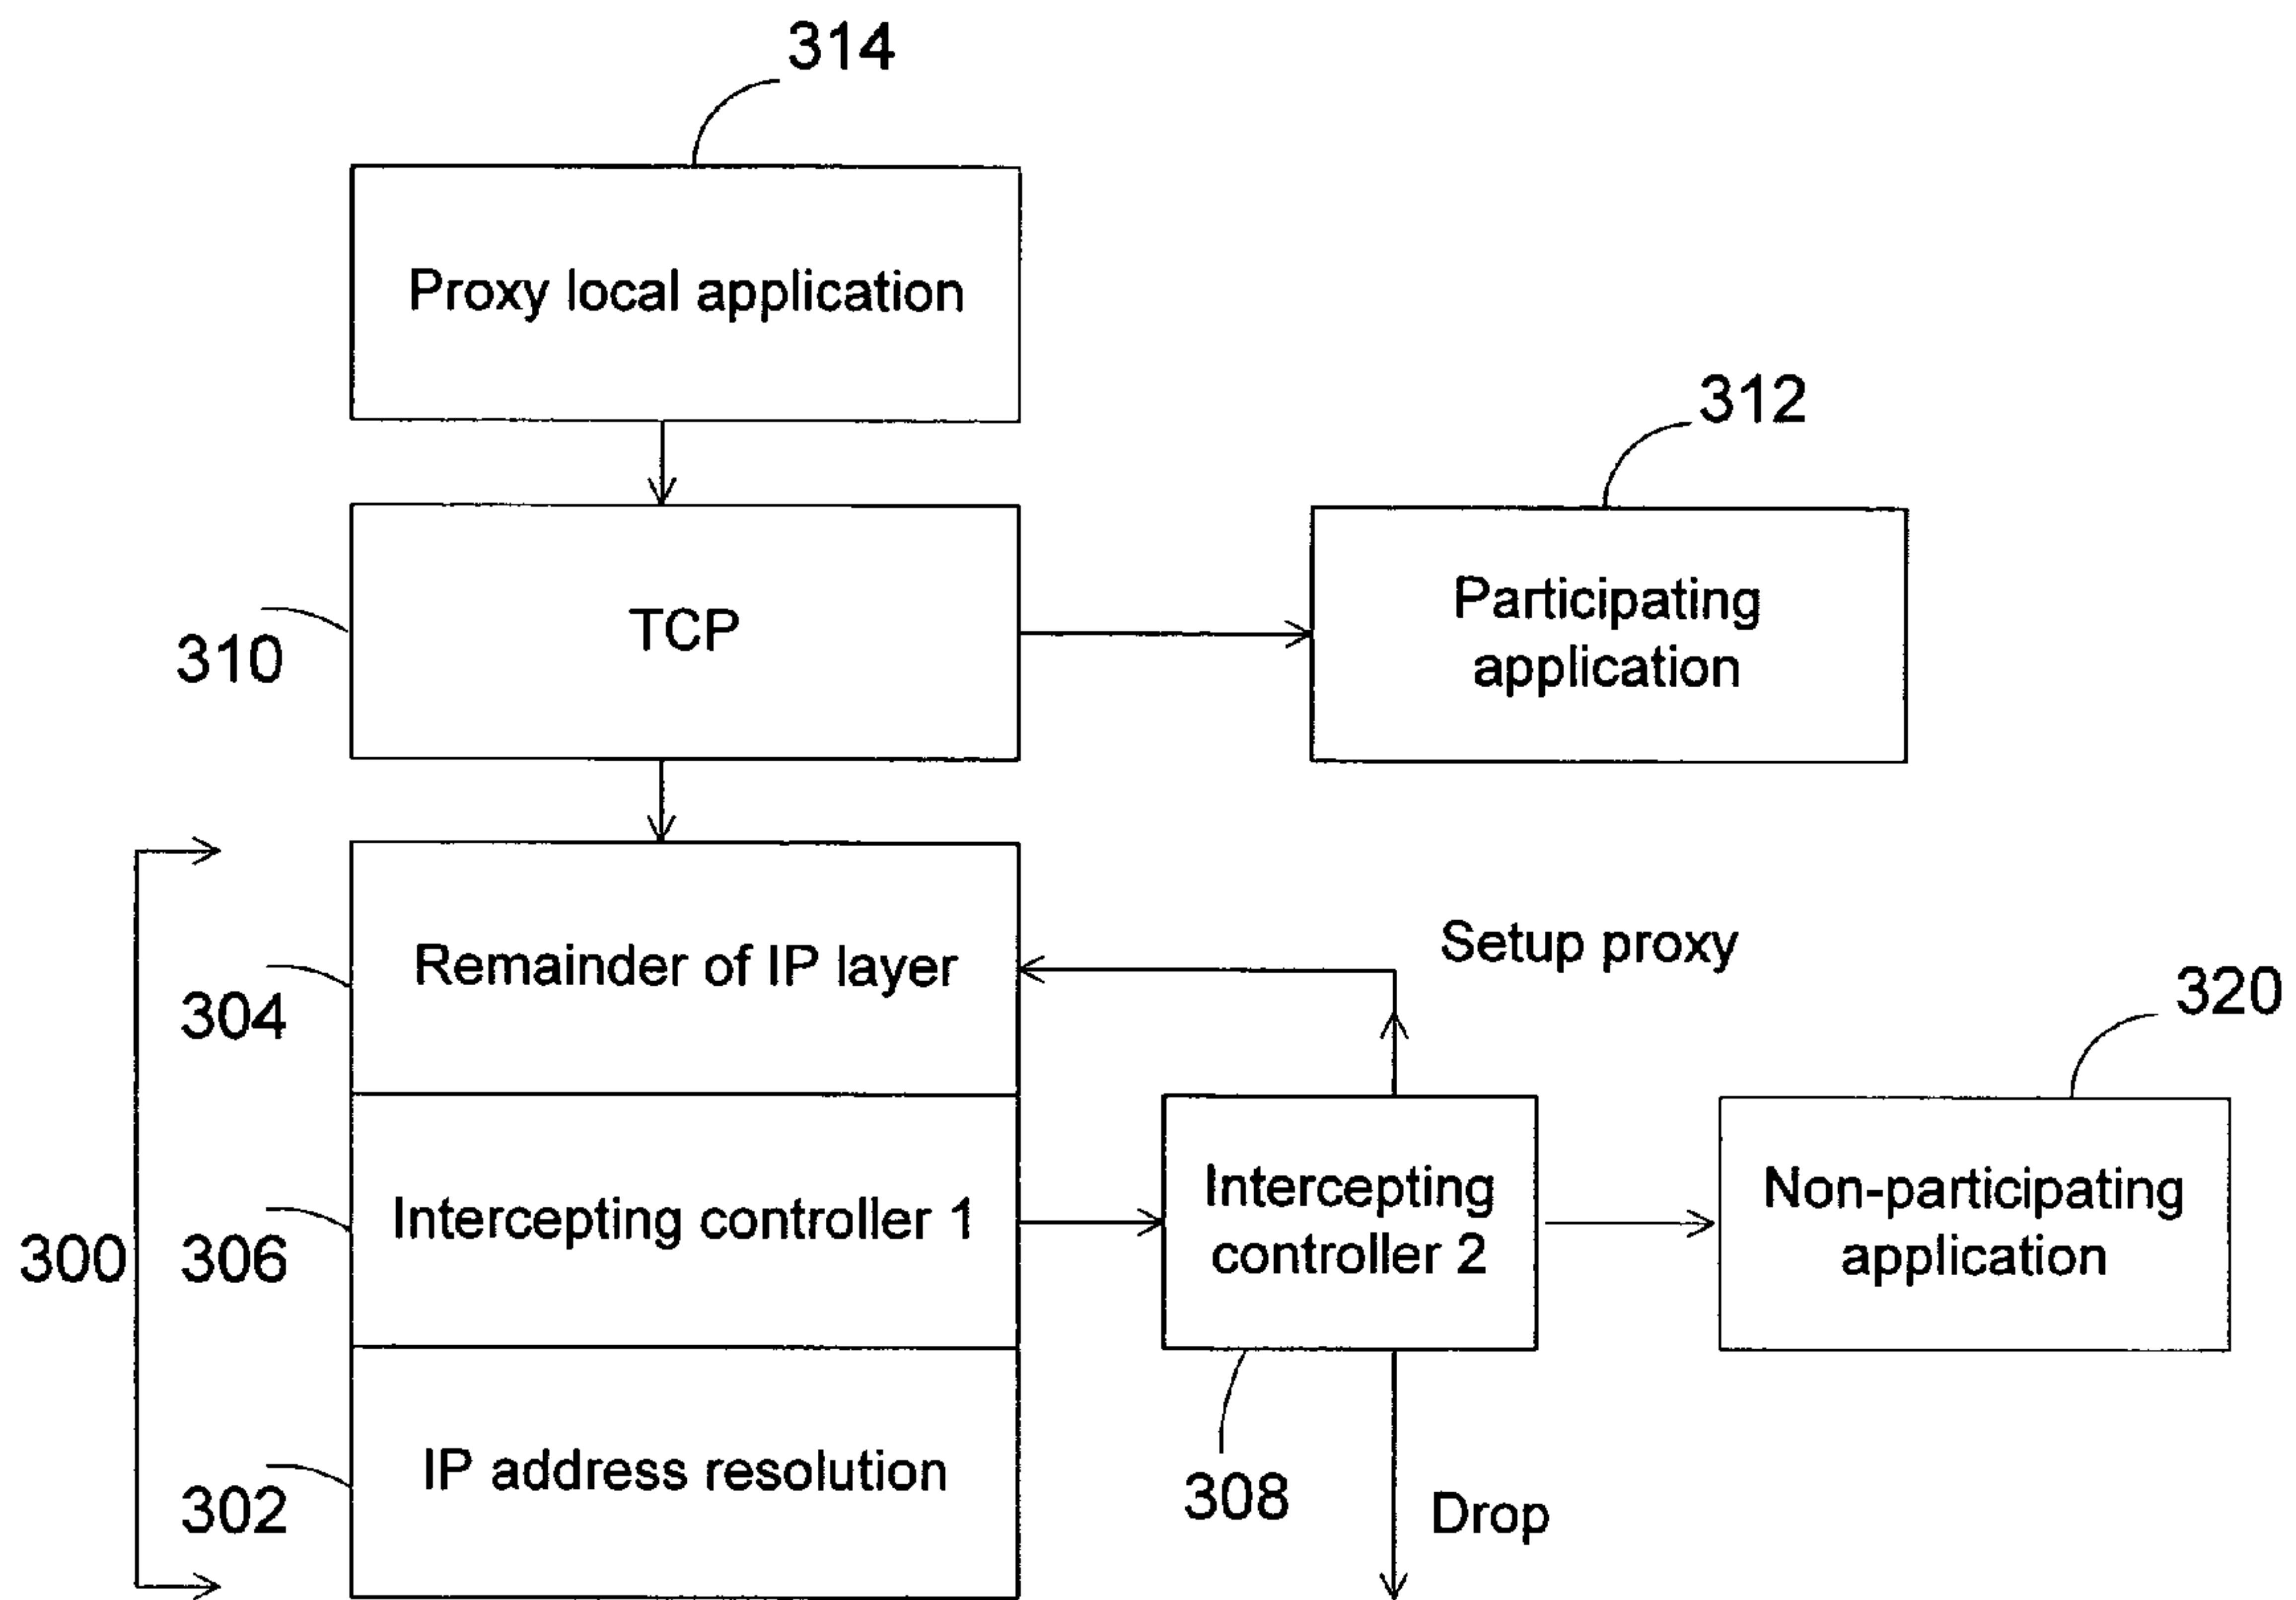 314
Proxy local application
312
310
TCP
Participating
application
300
304
Remainder of IP layer
Setup proxy
320
306
Intercepting controller 1
Intercepting
controller 2
Non-participating
application
302
IP address resolution
308
Drop